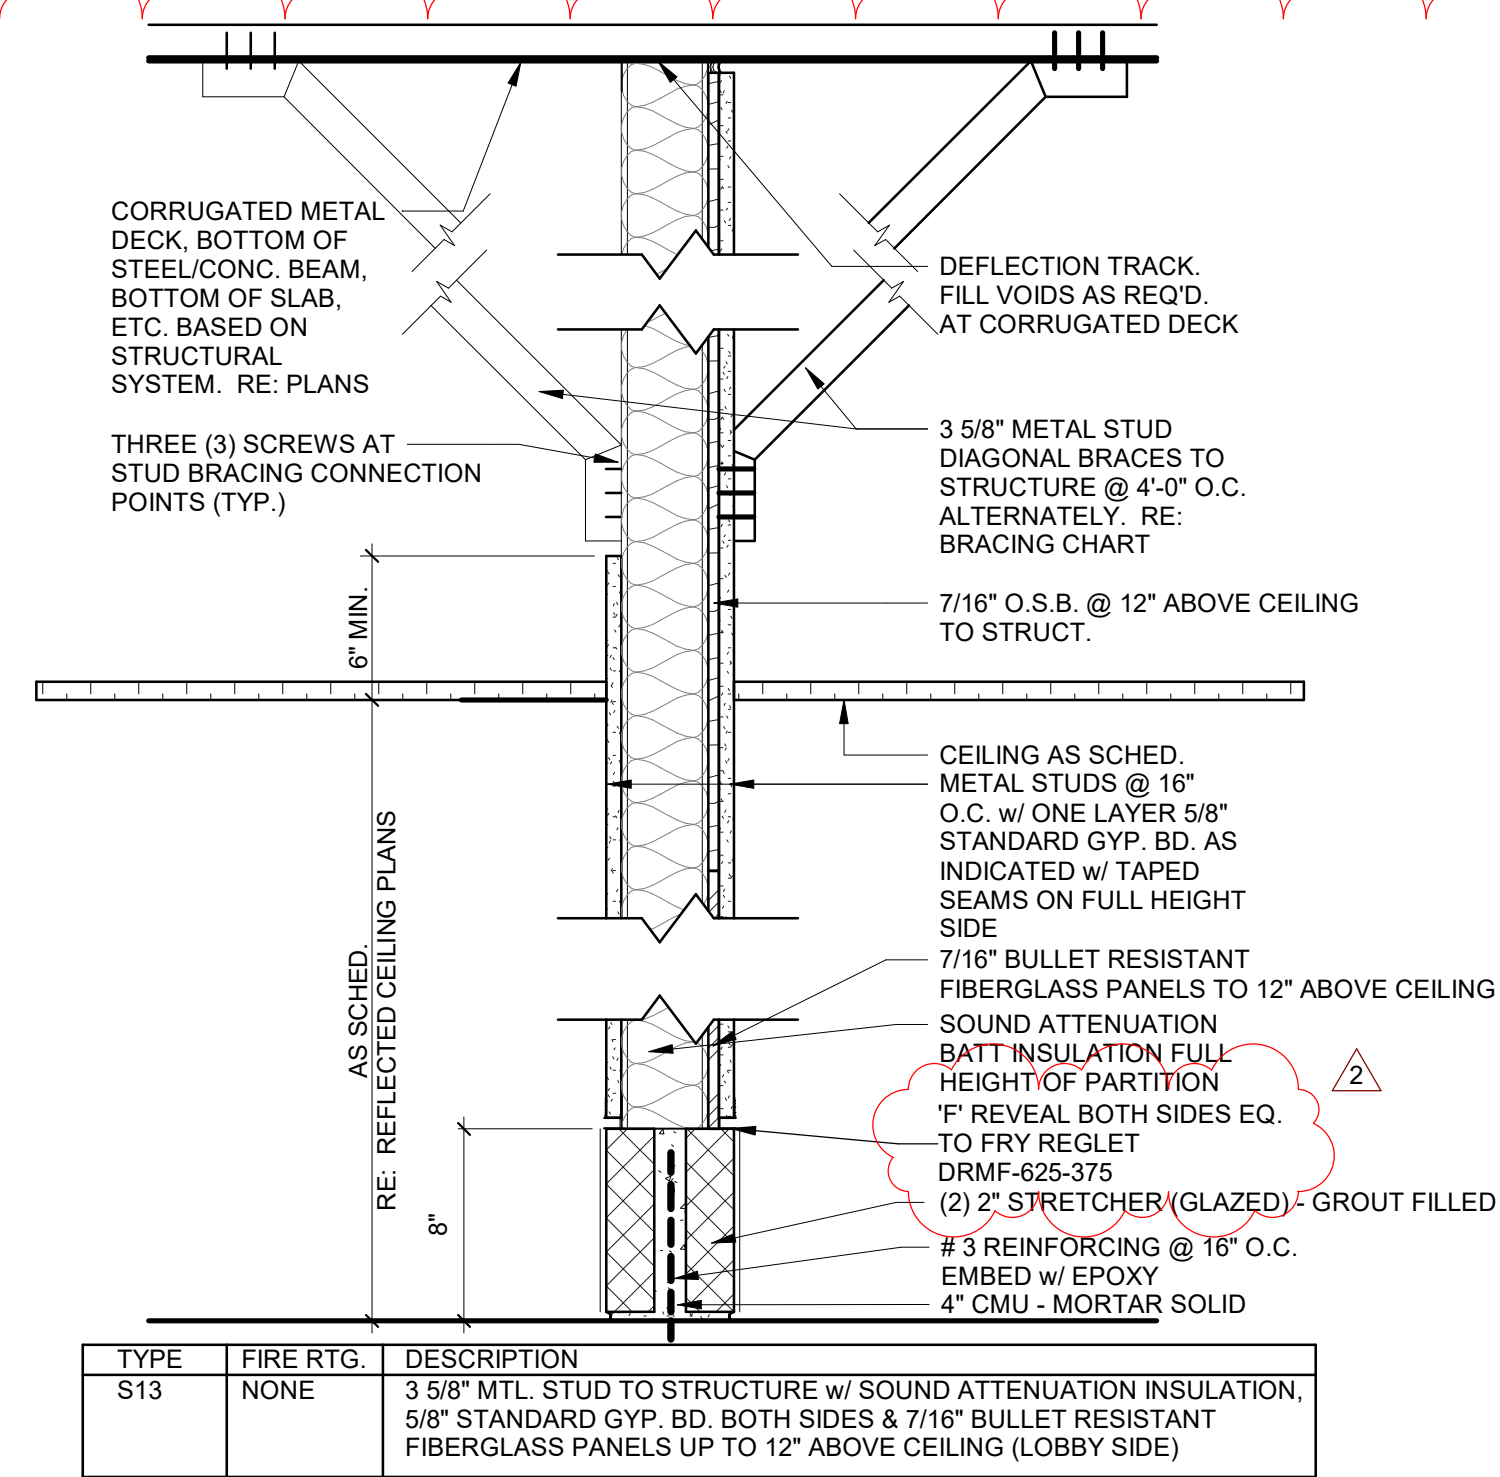 CORRUGATED METAL
DECK, BOTTOM OF
STEEL/CONC. BEAM,
BOTTOM OF SLAB,
ETC. BASED ON
STRUCTURAL
SYSTEM. RE: PLANS
THREE (3) SCREWS AT
STUD BRACING CONNECTION
POINTS (TYP.)
6" MIN.
AS SCHED.
RE: REFLECTED CEILING PLANS
8"
DEFLECTION TRACK.
FILL VOIDS AS REQ'D.
AT CORRUGATED DECK
3 5/8" METAL STUD
DIAGONAL BRACES TO
STRUCTURE @ 4'-0" O.C.
ALTERNATELY. RE:
BRACING CHART
7/16" O.S.B. @ 12" ABOVE CEILING
TO STRUCT.
CEILING AS SCHED.
METAL STUDS @ 16"
O.C. w/ ONE LAYER 5/8"
STANDARD GYP. BD. AS
INDICATED w/ TAPED
SEAMS ON FULL HEIGHT
SIDE
7/16" BULLET RESISTANT
FIBERGLASS PANELS TO 12" ABOVE CEILING
SOUND ATTENUATION
BATT INSULATION FULL
HEIGHT OF PARTITION
2
'F' REVEAL BOTH SIDES EQ.
TO FRY REGLET
DRMF-625-375
(2) 2" STRETCHER (GLAZED) - GROUT FILLED
# 3 REINFORCING @ 16" O.C.
EMBED w/ EPOXY
4" CMU - MORTAR SOLID
TYPE FIRE RTG. DESCRIPTION
S13 NONE 3 5/8" MTL. STUD TO STRUCTURE w/ SOUND ATTENUATION INSULATION,
5/8" STANDARD GYP. BD. BOTH SIDES & 7/16" BULLET RESISTANT
FIBERGLASS PANELS UP TO 12" ABOVE CEILING (LOBBY SIDE)